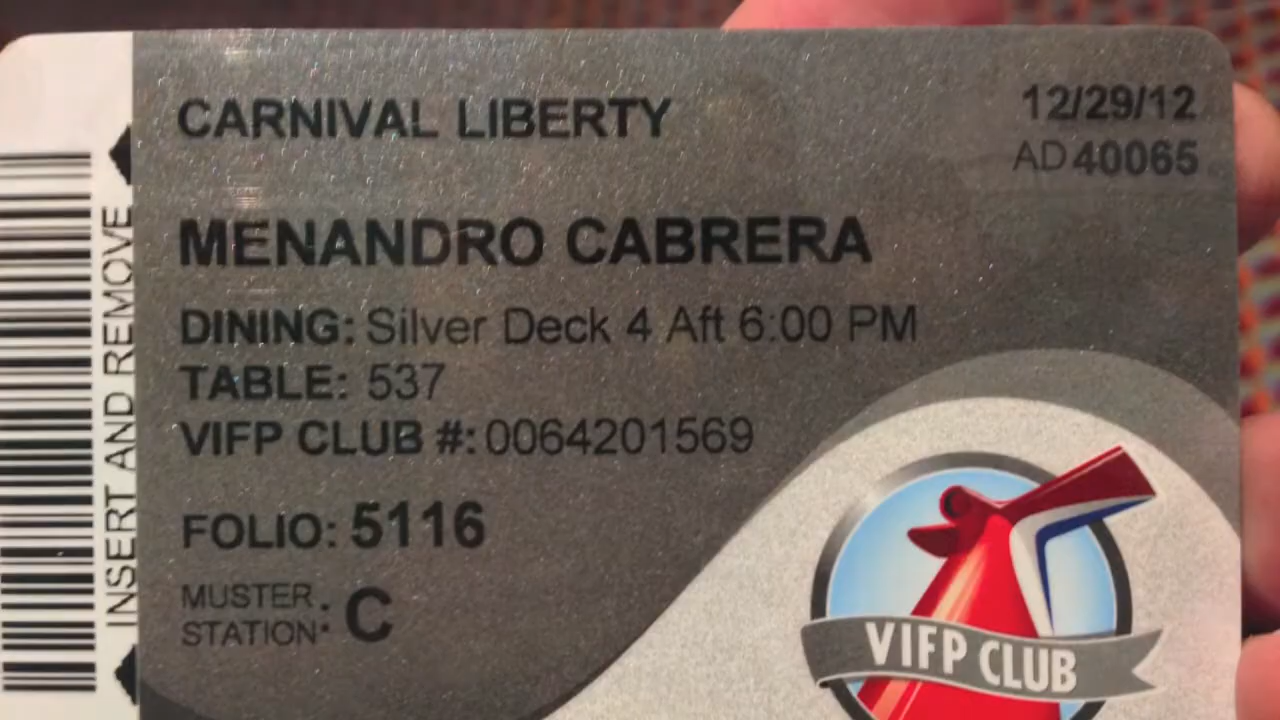 CARNIVAL LIBERTY
12/29/12
AD 40065
MENANDRO CABRERA
DINING: Silver Deck 4 Aft 6:00 PM
TABLE: 537
VIFP CLUB #: 0064201569
FOLIO: 5116
MUSTER STATION: C
INSERT AND REMOVE
VIFP CLUB